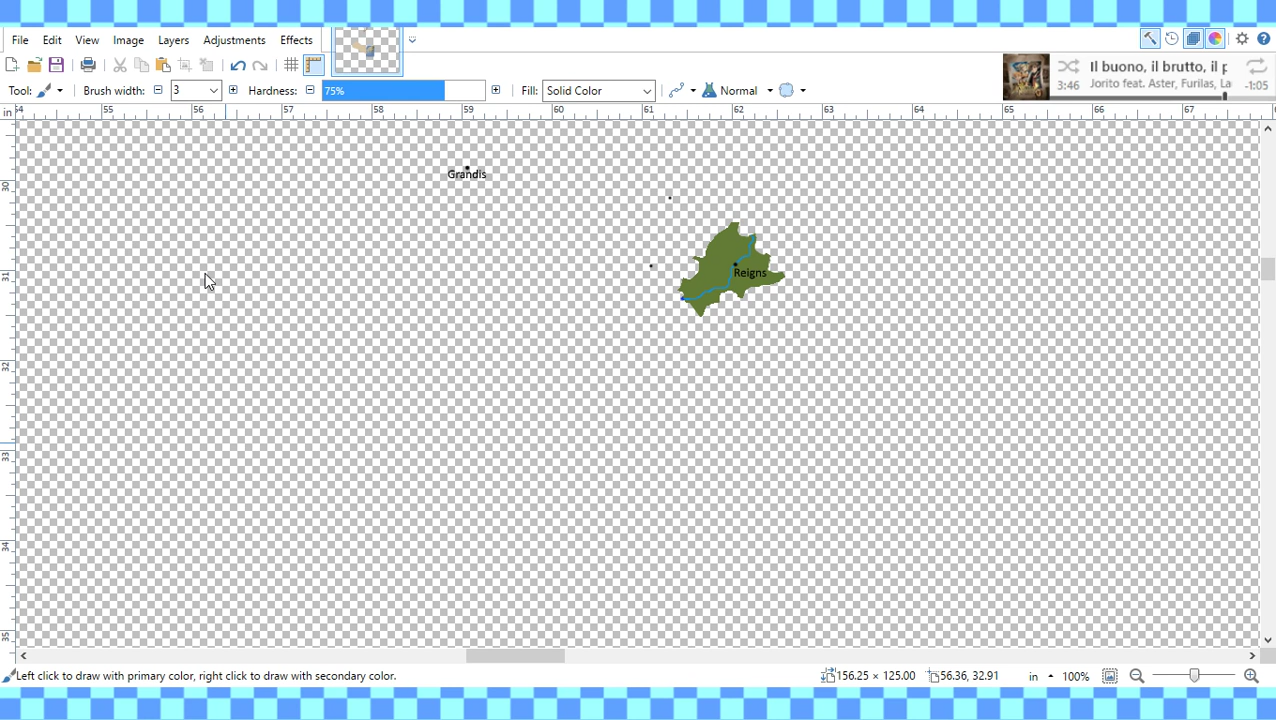 File Edit View Image Layers Adjustments Effects
Il buono, il brutto, il p
3:46 Jorito feat. Aster, Furilas, La -1:05
Tool: Brush width: 3 Hardness: 75% Fill: Solid Color Normal
in 54 55 56 57 58 59 60 61 62 63 64 65 66 67
Grandis
30
Reigns
31
32
33
34
35
Left click to draw with primary color, right click to draw with secondary color. 156.25 × 125.00 56.36, 32.91 in 100%